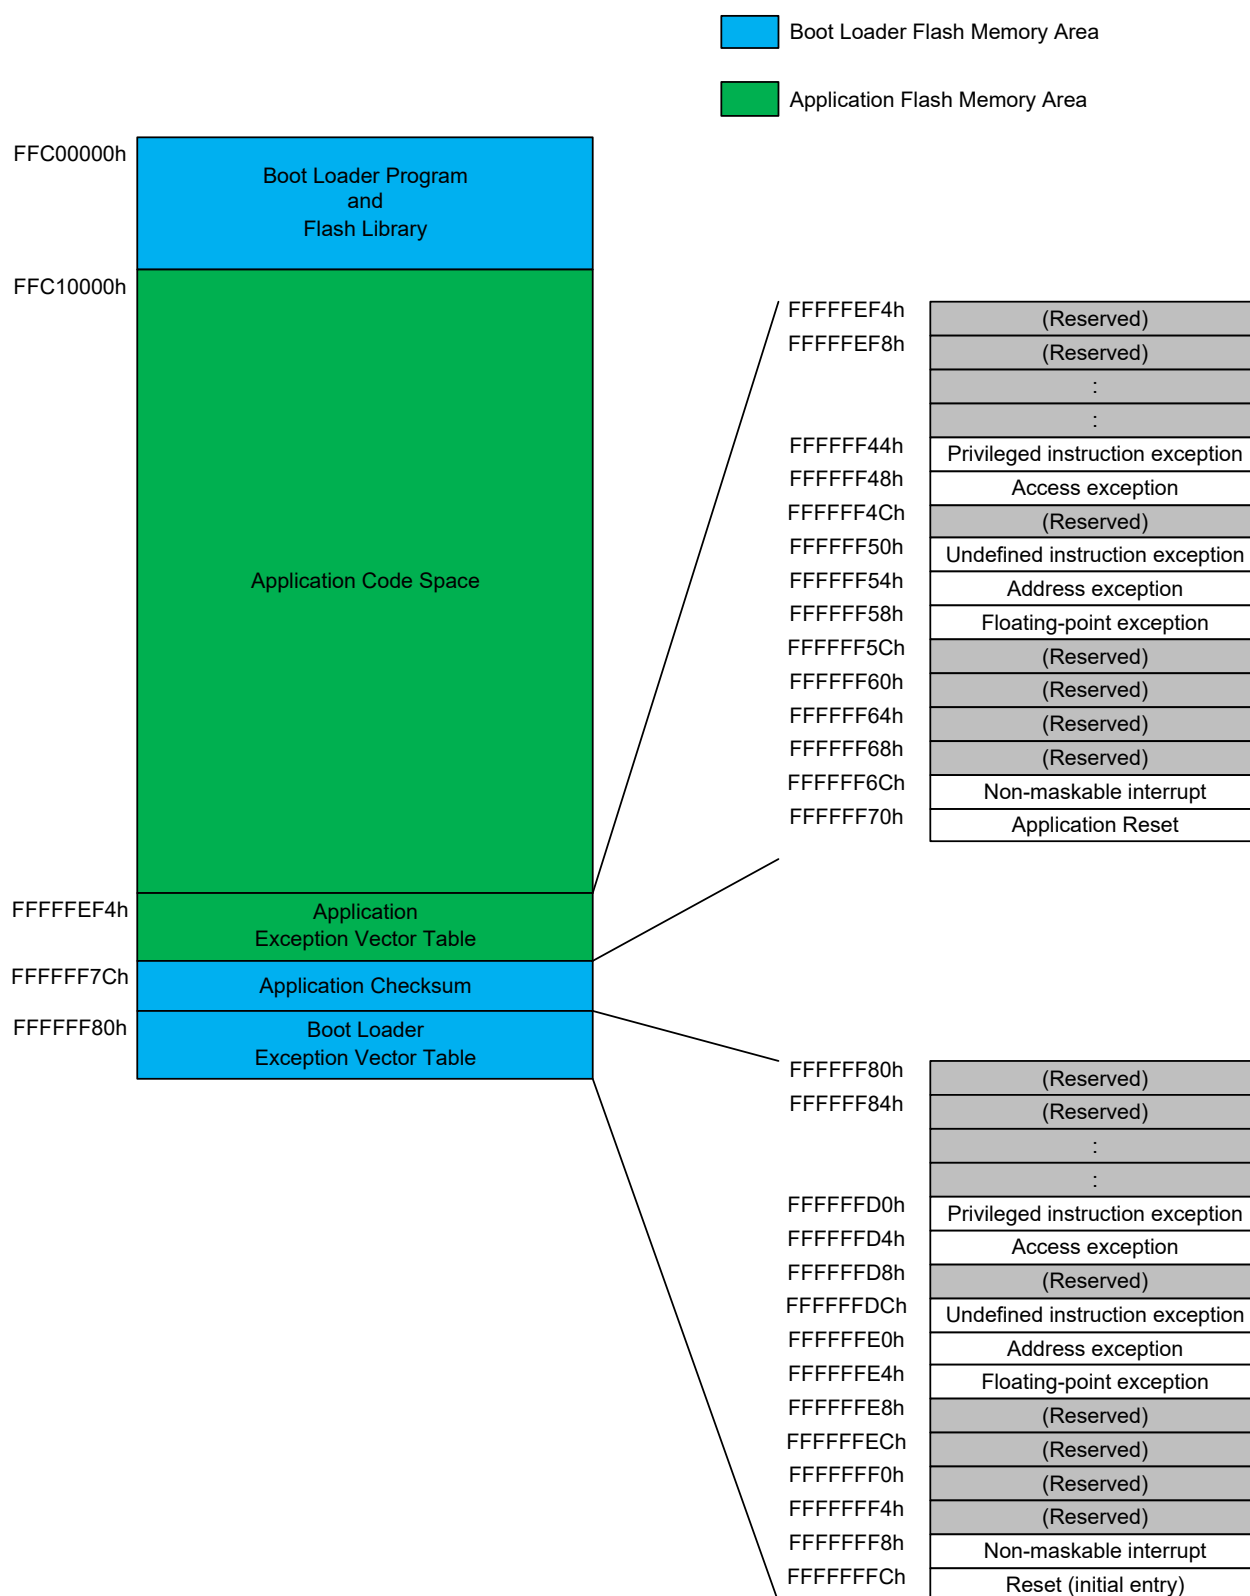 Boot Loader Flash Memory Area
Application Flash Memory Area
FFC00000h
Boot Loader Program
and
Flash Library
FFC10000h
Application Code Space
FFFFFEF4h
Application
Exception Vector Table
FFFFFF7Ch
Application Checksum
FFFFFF80h
Boot Loader
Exception Vector Table
FFFFFEF4h (Reserved)
FFFFFEF8h (Reserved)
:
:
FFFFFF44h Privileged instruction exception
FFFFFF48h Access exception
FFFFFF4Ch (Reserved)
FFFFFF50h Undefined instruction exception
FFFFFF54h Address exception
FFFFFF58h Floating-point exception
FFFFFF5Ch (Reserved)
FFFFFF60h (Reserved)
FFFFFF64h (Reserved)
FFFFFF68h (Reserved)
FFFFFF6Ch Non-maskable interrupt
FFFFFF70h Application Reset
FFFFFF80h (Reserved)
FFFFFF84h (Reserved)
:
:
FFFFFFD0h Privileged instruction exception
FFFFFFD4h Access exception
FFFFFFD8h (Reserved)
FFFFFFDCh Undefined instruction exception
FFFFFFE0h Address exception
FFFFFFE4h Floating-point exception
FFFFFFE8h (Reserved)
FFFFFFECh (Reserved)
FFFFFFF0h (Reserved)
FFFFFFF4h (Reserved)
FFFFFFF8h Non-maskable interrupt
FFFFFFFCh Reset (initial entry)